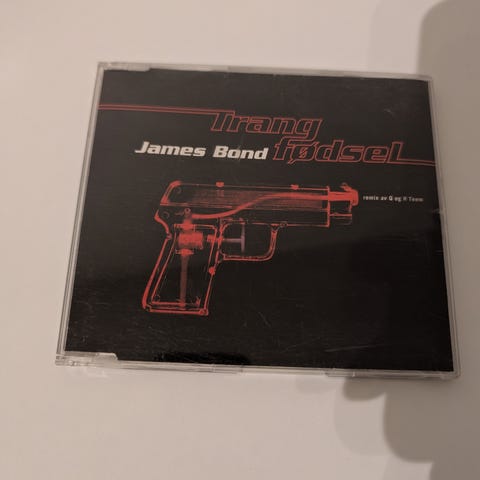 Trang
fødsel
James Bond
remix av G og H Team